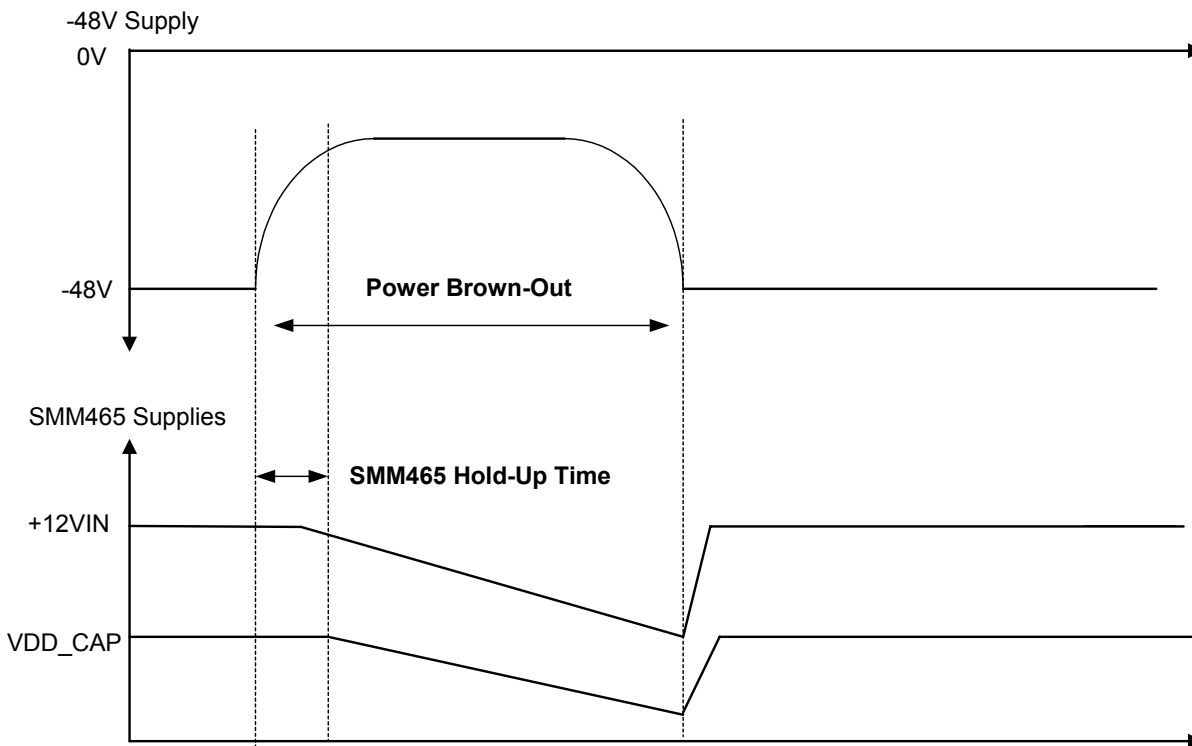 -48V Supply
0V
-48V
Power Brown-Out
SMM465 Supplies
SMM465 Hold-Up Time
+12VIN
VDD_CAP